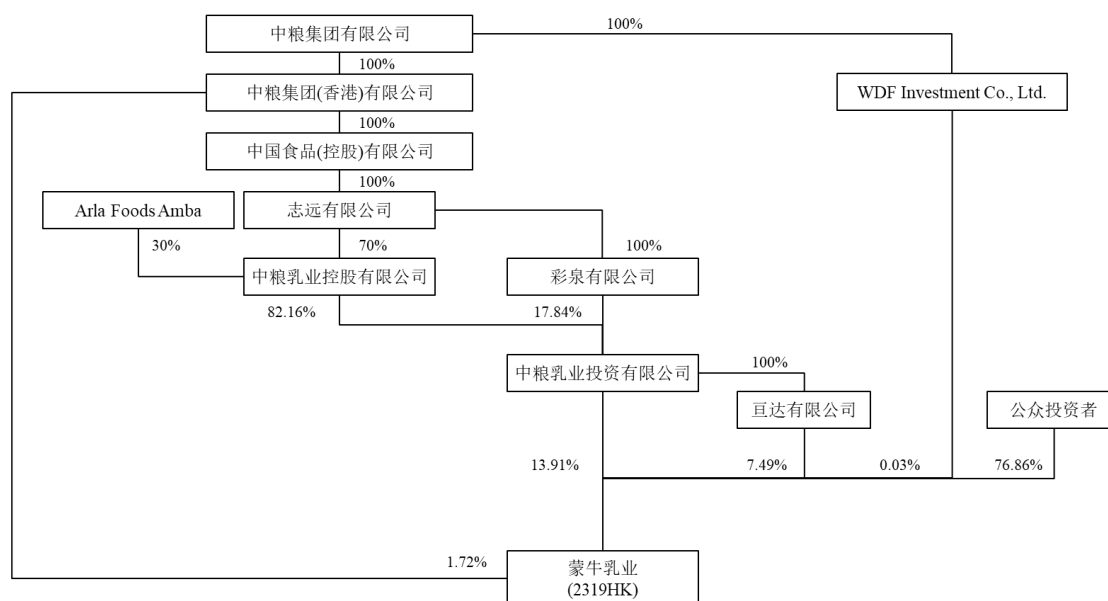 中粮集团有限公司
100%
100%
中粮集团(香港)有限公司
WDF Investment Co., Ltd.
100%
中国食品(控股)有限公司
100%
Arla Foods Amba
志远有限公司
30%
70%
100%
中粮乳业控股有限公司
彩泉有限公司
82.16%
17.84%
中粮乳业投资有限公司
100%
亘达有限公司
公众投资者
13.91%
7.49%
0.03%
76.86%
1.72%
蒙牛乳业
(2319HK)